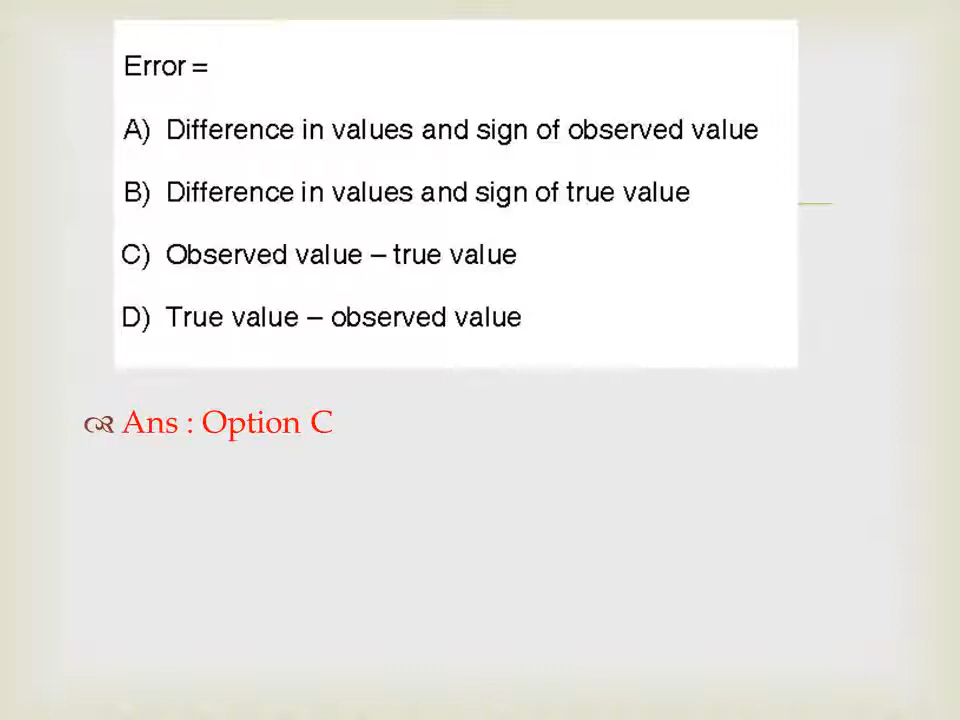 Error =
A) Difference in values and sign of observed value
B) Difference in values and sign of true value
C) Observed value – true value
D) True value – observed value
Ans : Option C